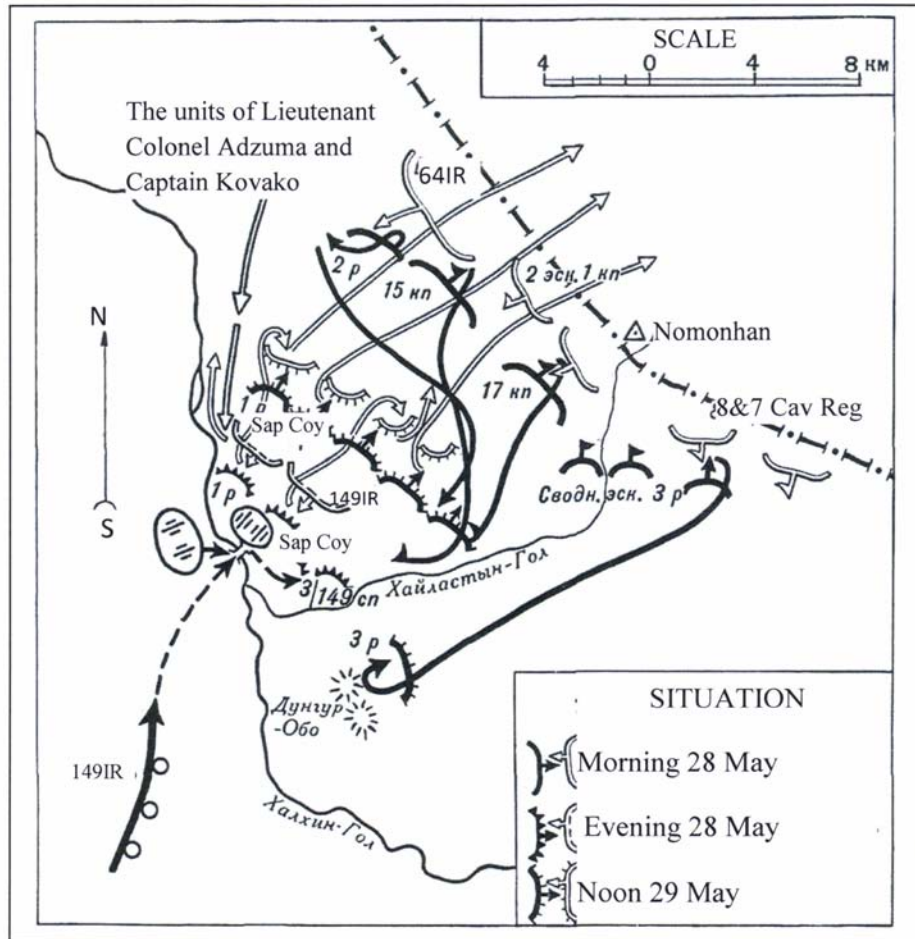 SCALE
4 0 4 8 км
The units of Lieutenant
Colonel Adzuma and
Captain Kovako
64IR
N
2 р
15 кп
2 эск. 1 кп
Nomonhan
1 р
Sap Coy
17 кп
8&7 Cav Reg
1 р
149IR
Сводн. эск. 3 р
S
Sap Coy
3/149 сп
Хайластын-Гол
3 р
Дунгур
-Обо
149IR
Халхин-Гол
SITUATION
Morning 28 May
Evening 28 May
Noon 29 May